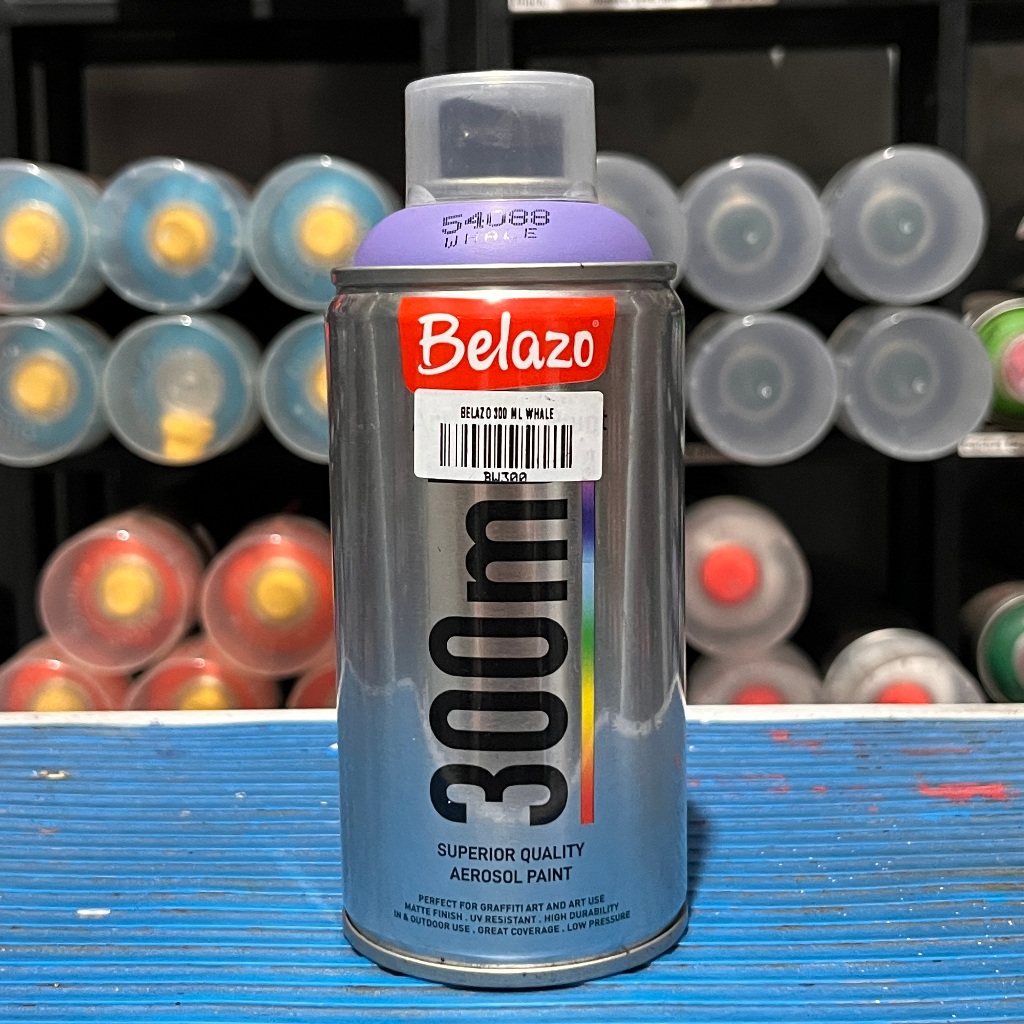 54088
WHALE
Belazo®
BELAZO 300 ML WHALE
BW300
300m
SUPERIOR QUALITY
AEROSOL PAINT
PERFECT FOR GRAFFITI ART AND ART USE
MATTE FINISH . UV RESISTANT . HIGH DURABILITY
IN & OUTDOOR USE . GREAT COVERAGE . LOW PRESSURE